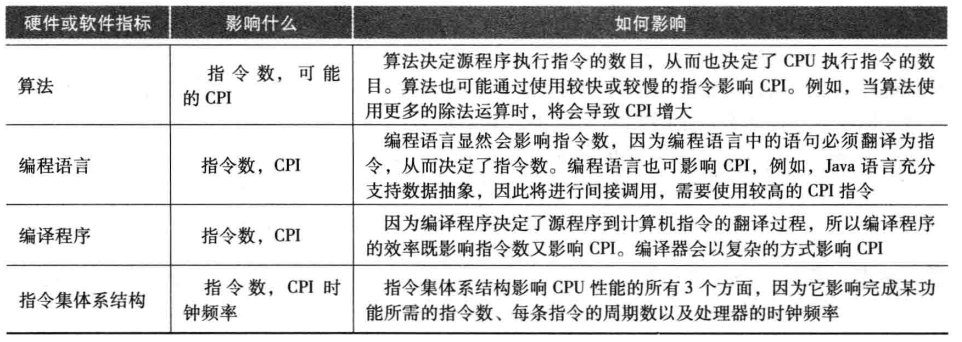 硬件或软件指标 影响什么 如何影响
算法 指令数，可能的 CPI 算法决定源程序执行指令的数目，从而也决定了 CPU 执行指令的数
目。算法也可能通过使用较快或较慢的指令影响 CPI。例如，当算法使
用更多的除法运算时，将会导致 CPI 增大
编程语言 指令数，CPI 编程语言显然会影响指令数，因为编程语言中的语句必须翻译为指
令，从而决定了指令数。编程语言也可影响 CPI，例如，Java 语言充分
支持数据抽象，因此将进行间接调用，需要使用较高的 CPI 指令
编译程序 指令数，CPI 因为编译程序决定了源程序到计算机指令的翻译过程，所以编译程序
的效率既影响指令数又影响 CPI。编译器会以复杂的方式影响 CPI
指令集体系结构 指令数，CPI 时钟频率 指令集体系结构影响 CPU 性能的所有 3 个方面，因为它影响完成某功
能所需的指令数、每条指令的周期数以及处理器的时钟频率